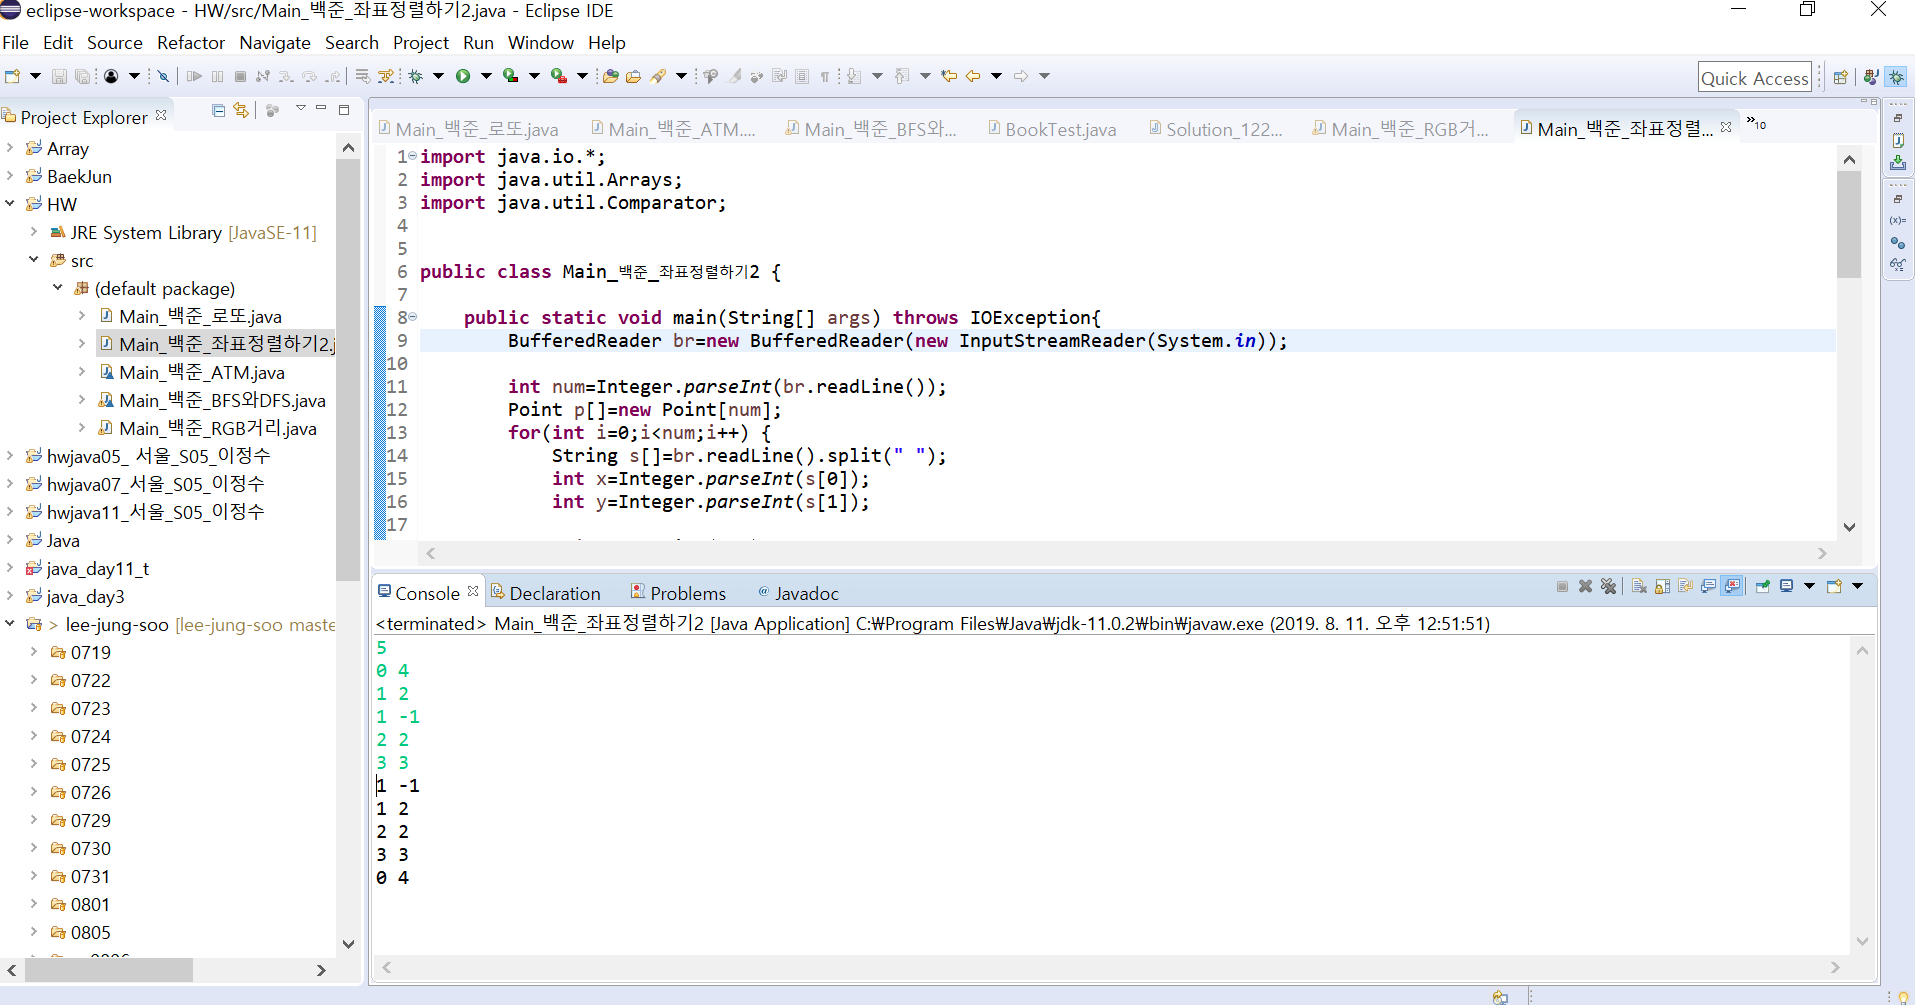 eclipse-workspace - HW/src/Main_백준_좌표정렬하기2.java - Eclipse IDE
File Edit Source Refactor Navigate Search Project Run Window Help
Quick Access
Project Explorer
Array
BaekJun
HW
JRE System Library [JavaSE-11]
src
(default package)
Main_백준_로또.java
Main_백준_좌표정렬하기2.j
Main_백준_ATM.java
Main_백준_BFS와DFS.java
Main_백준_RGB거리.java
hwjava05_ 서울_S05_이정수
hwjava07_서울_S05_이정수
hwjava11_서울_S05_이정수
Java
java_day11_t
java_day3
> lee-jung-soo [lee-jung-soo maste
0719
0722
0723
0724
0725
0726
0729
0730
0731
0801
0805
Main_백준_로또.java Main_백준_ATM.... Main_백준_BFS와... BookTest.java Solution_122... Main_백준_RGB거... Main_백준_좌표정렬... »10
1 import java.io.*;
2 import java.util.Arrays;
3 import java.util.Comparator;
4
5
6 public class Main_백준_좌표정렬하기2 {
7
8 public static void main(String[] args) throws IOException{
9 BufferedReader br=new BufferedReader(new InputStreamReader(System.in));
10
11 int num=Integer.parseInt(br.readLine());
12 Point p[]=new Point[num];
13 for(int i=0;i<num;i++) {
14 String s[]=br.readLine().split(" ");
15 int x=Integer.parseInt(s[0]);
16 int y=Integer.parseInt(s[1]);
17
Console Declaration Problems @ Javadoc
<terminated> Main_백준_좌표정렬하기2 [Java Application] C:₩Program Files₩Java₩jdk-11.0.2₩bin₩javaw.exe (2019. 8. 11. 오후 12:51:51)
5
0 4
1 2
1 -1
2 2
3 3
1 -1
1 2
2 2
3 3
0 4